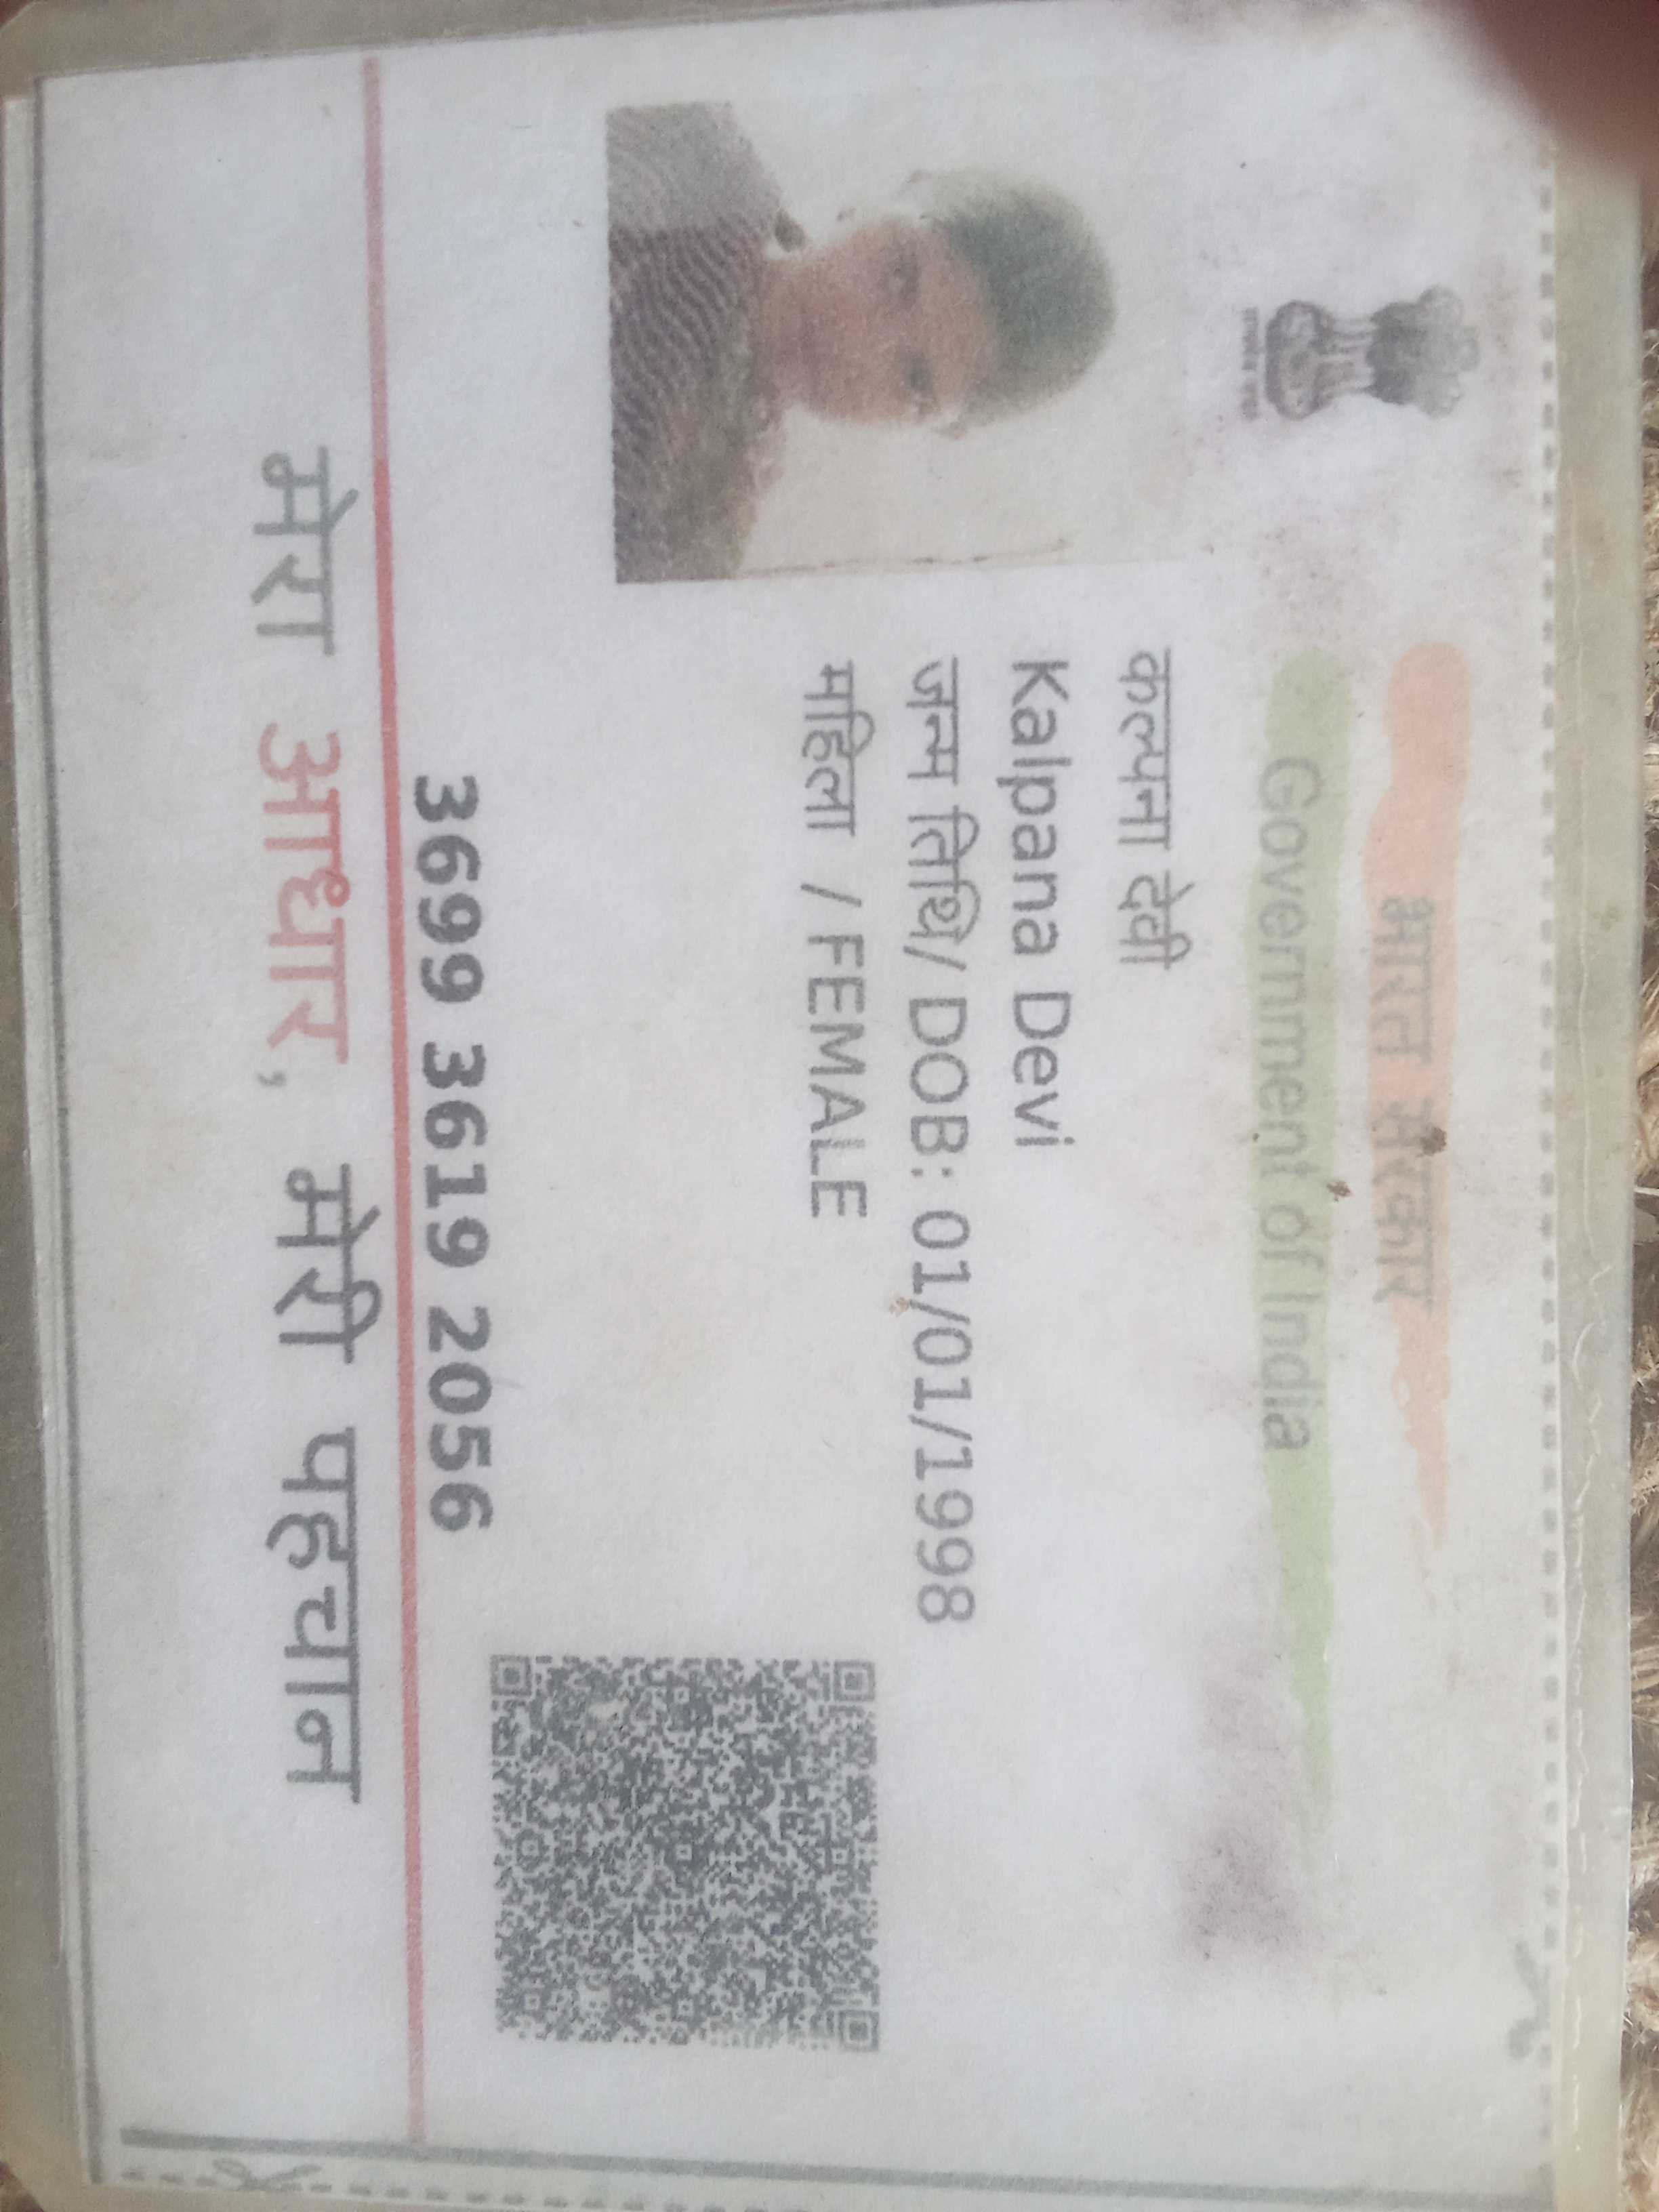 भारत सरकार
Government of India
कल्पना देवी
Kalpana Devi
जन्म तिथि/ DOB: 01/01/1998
महिला / FEMALE
3699 3619 2056
मेरा आधार, मेरी पहचान